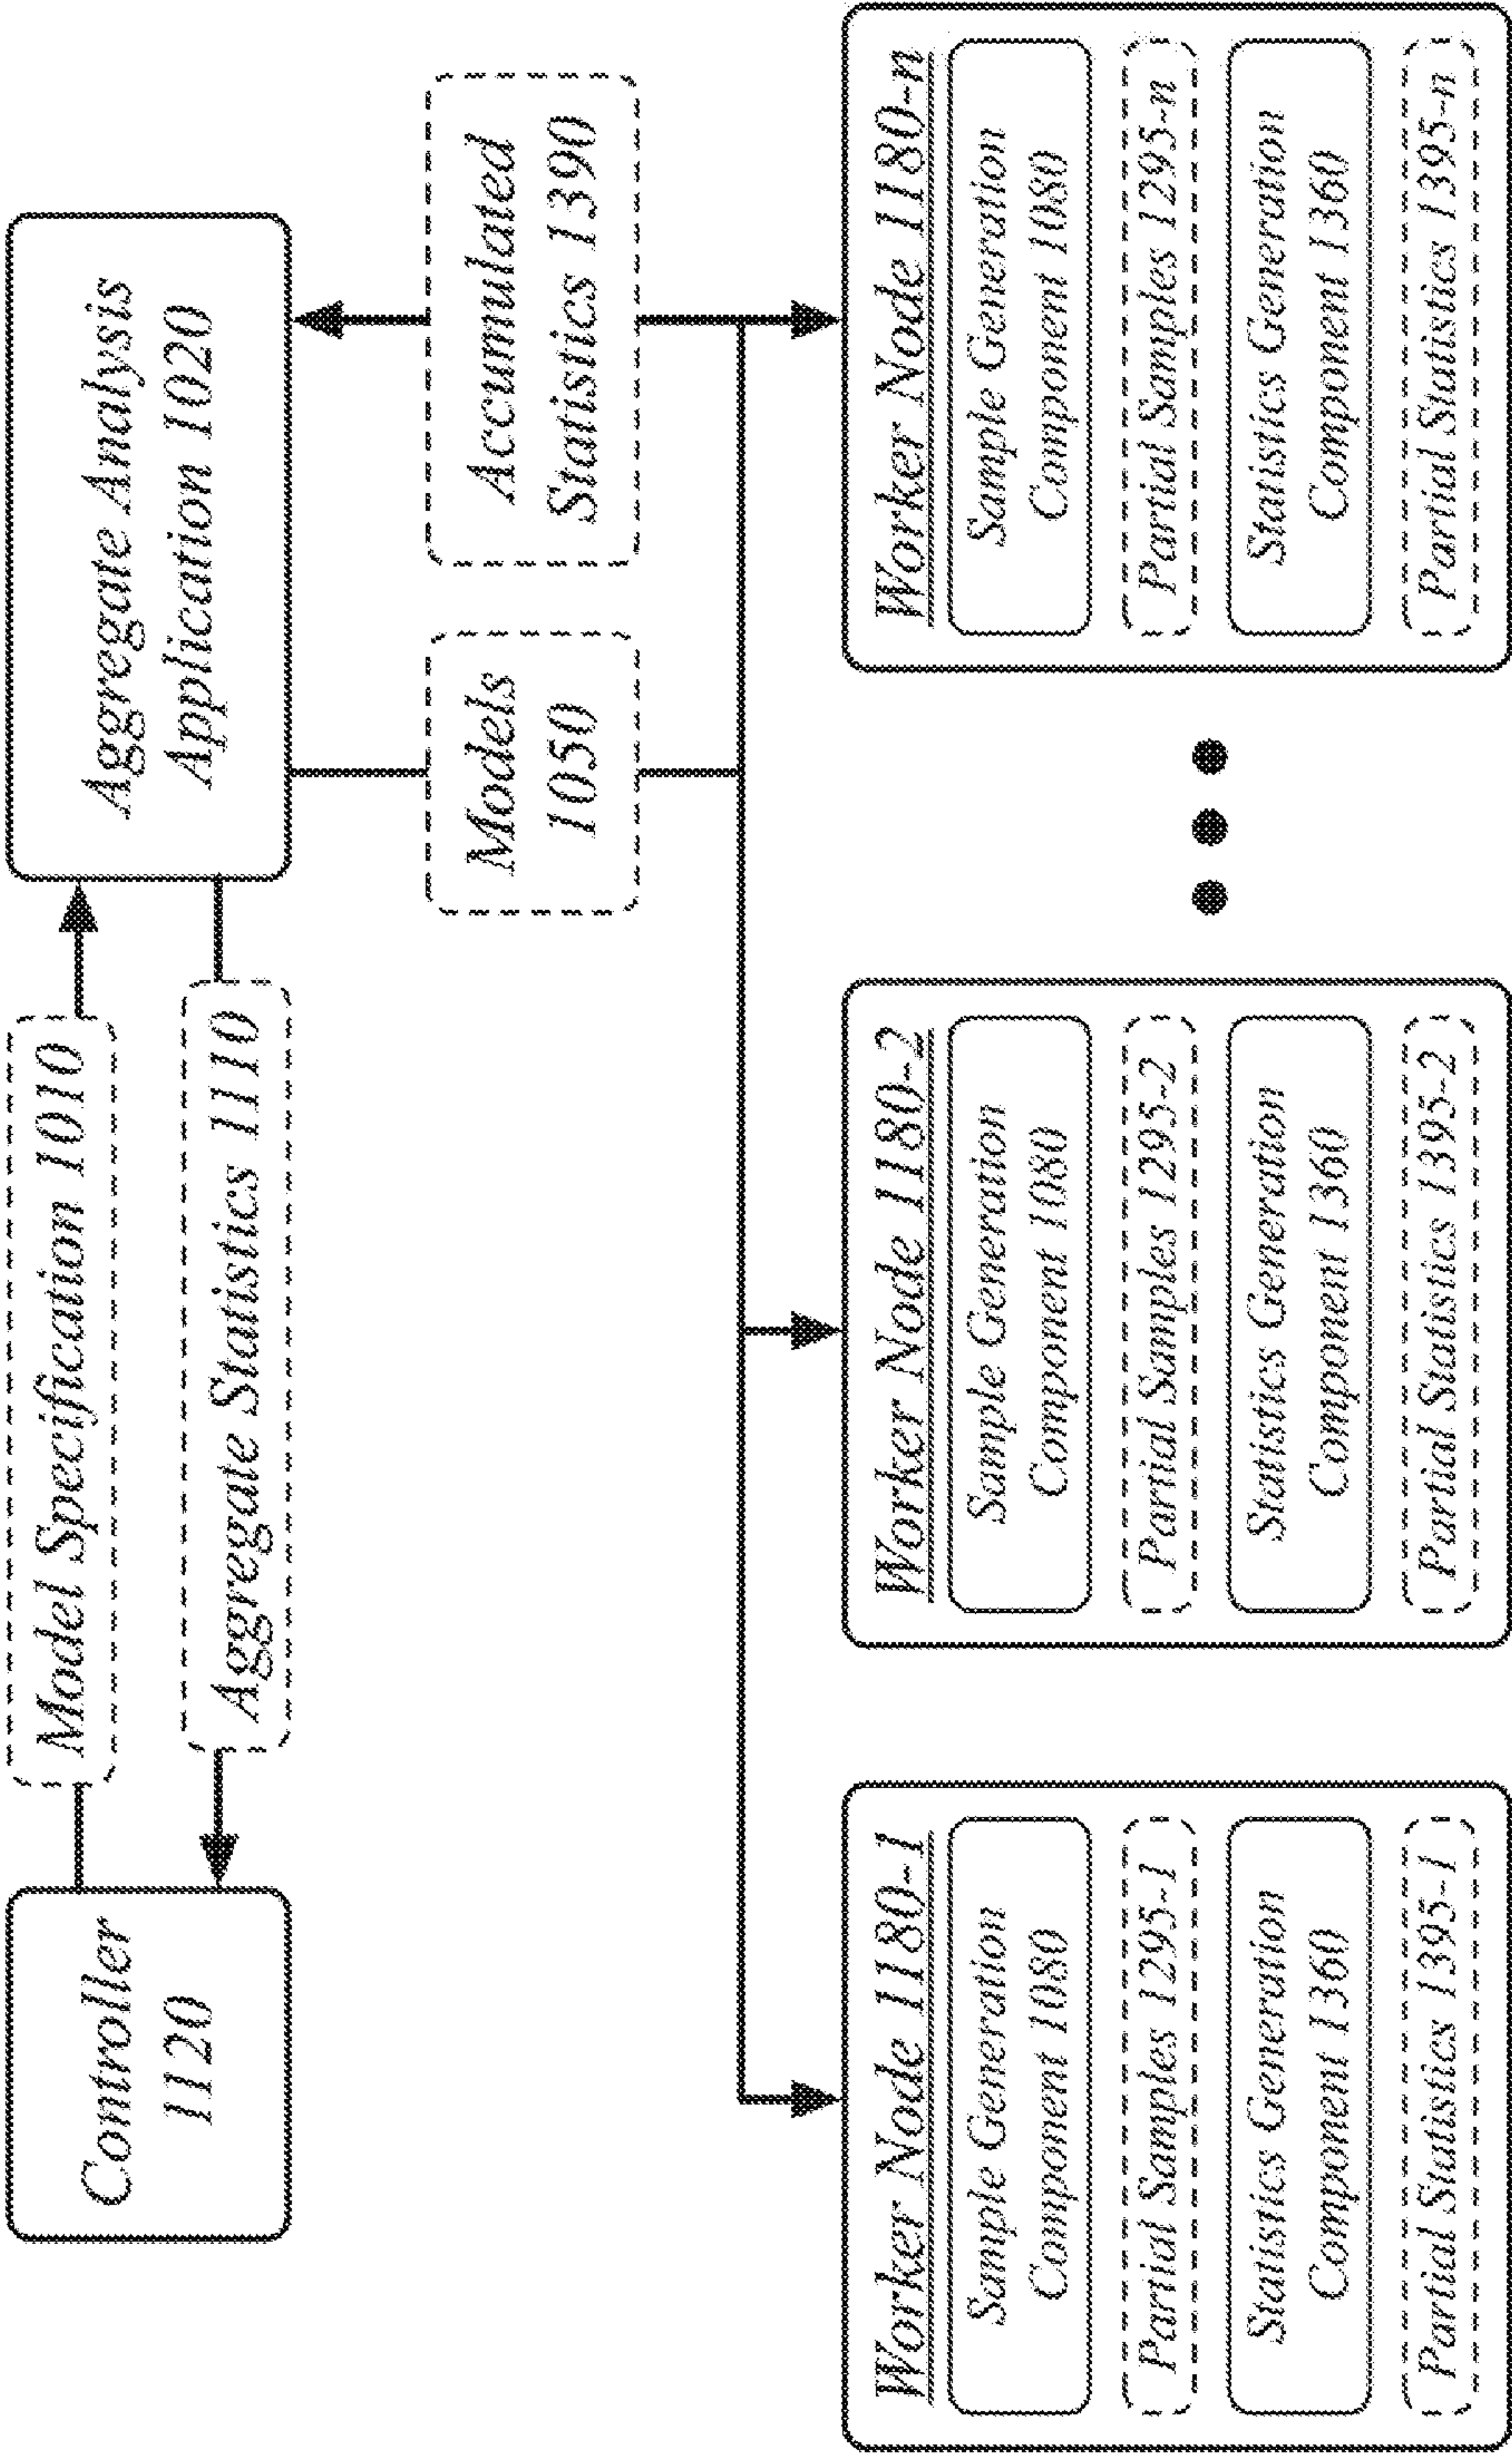 Controller
1120
Model Specification 1010
Aggregate Statistics 1110
Aggregate Analysis
Application 1020
Models
1050
Accumulated
Statistics 1390
Worker Node 1180-1
Sample Generation
Component 1080
Partial Samples 1295-1
Statistics Generation
Component 1360
Partial Statistics 1395-1
Worker Node 1180-2
Sample Generation
Component 1080
Partial Samples 1295-2
Statistics Generation
Component 1360
Partial Statistics 1395-2
Worker Node 1180-n
Sample Generation
Component 1080
Partial Samples 1295-n
Statistics Generation
Component 1360
Partial Statistics 1395-n